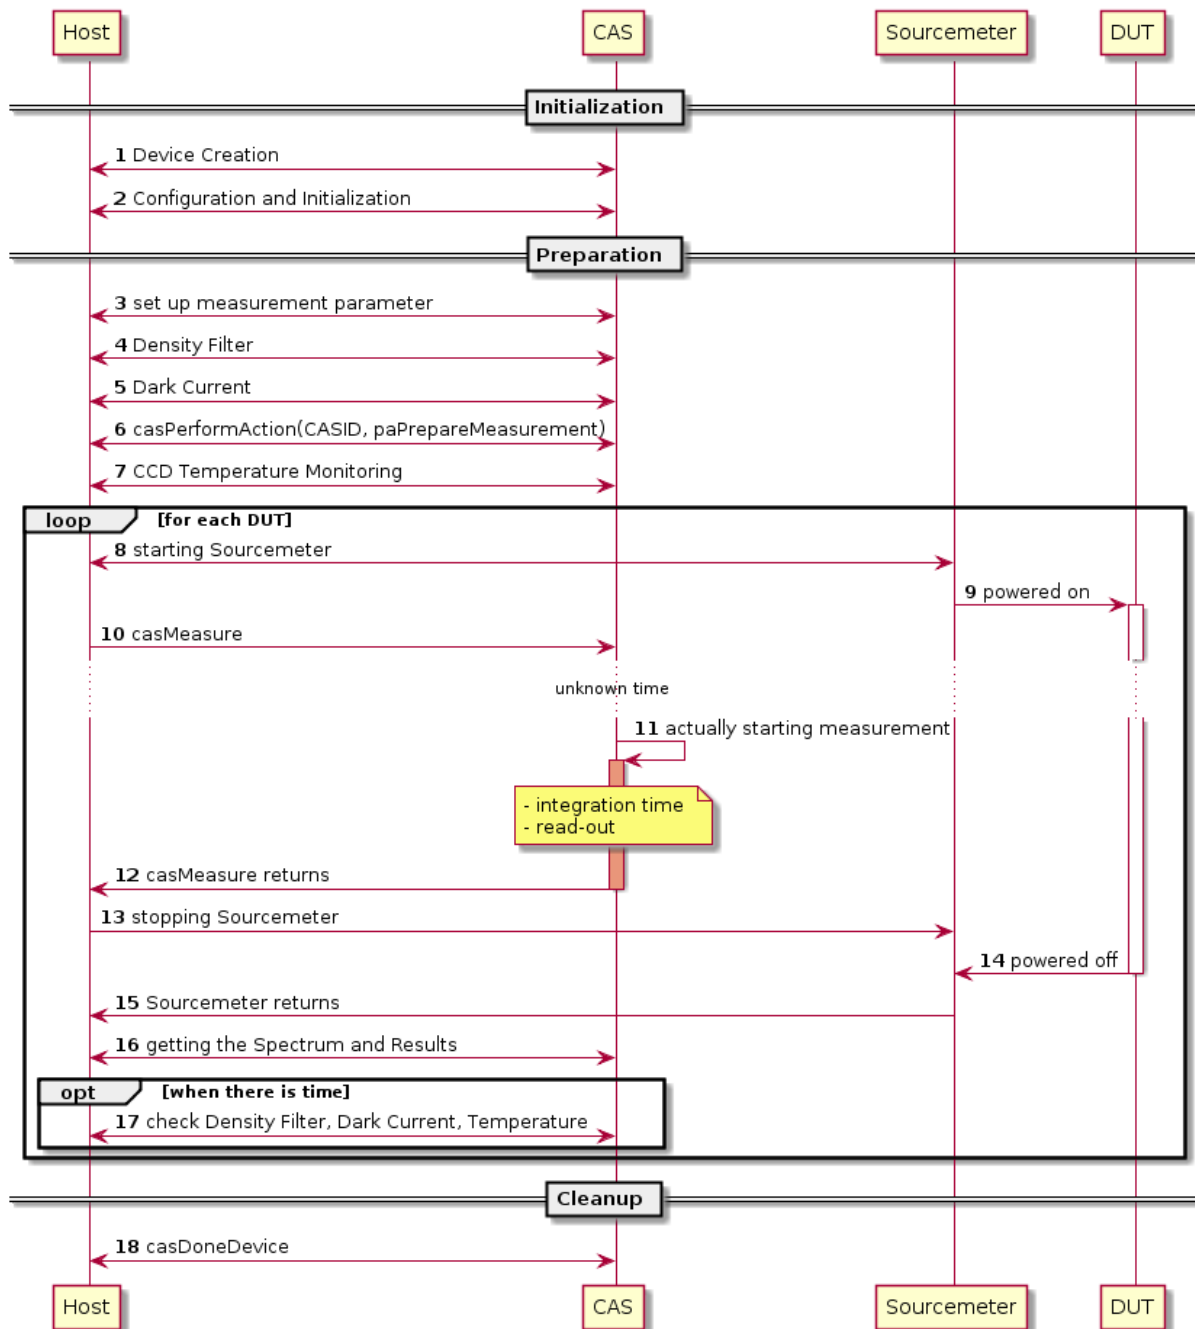 Host
CAS
Sourcemeter
DUT
Initialization
1 Device Creation
2 Configuration and Initialization
Preparation
3 set up measurement parameter
4 Density Filter
5 Dark Current
6 casPerformAction(CASID, paPrepareMeasurement)
7 CCD Temperature Monitoring
loop [for each DUT]
8 starting Sourcemeter
9 powered on
10 casMeasure
unknown time
11 actually starting measurement
- integration time
- read-out
12 casMeasure returns
13 stopping Sourcemeter
14 powered off
15 Sourcemeter returns
16 getting the Spectrum and Results
opt [when there is time]
17 check Density Filter, Dark Current, Temperature
Cleanup
18 casDoneDevice
Host
CAS
Sourcemeter
DUT